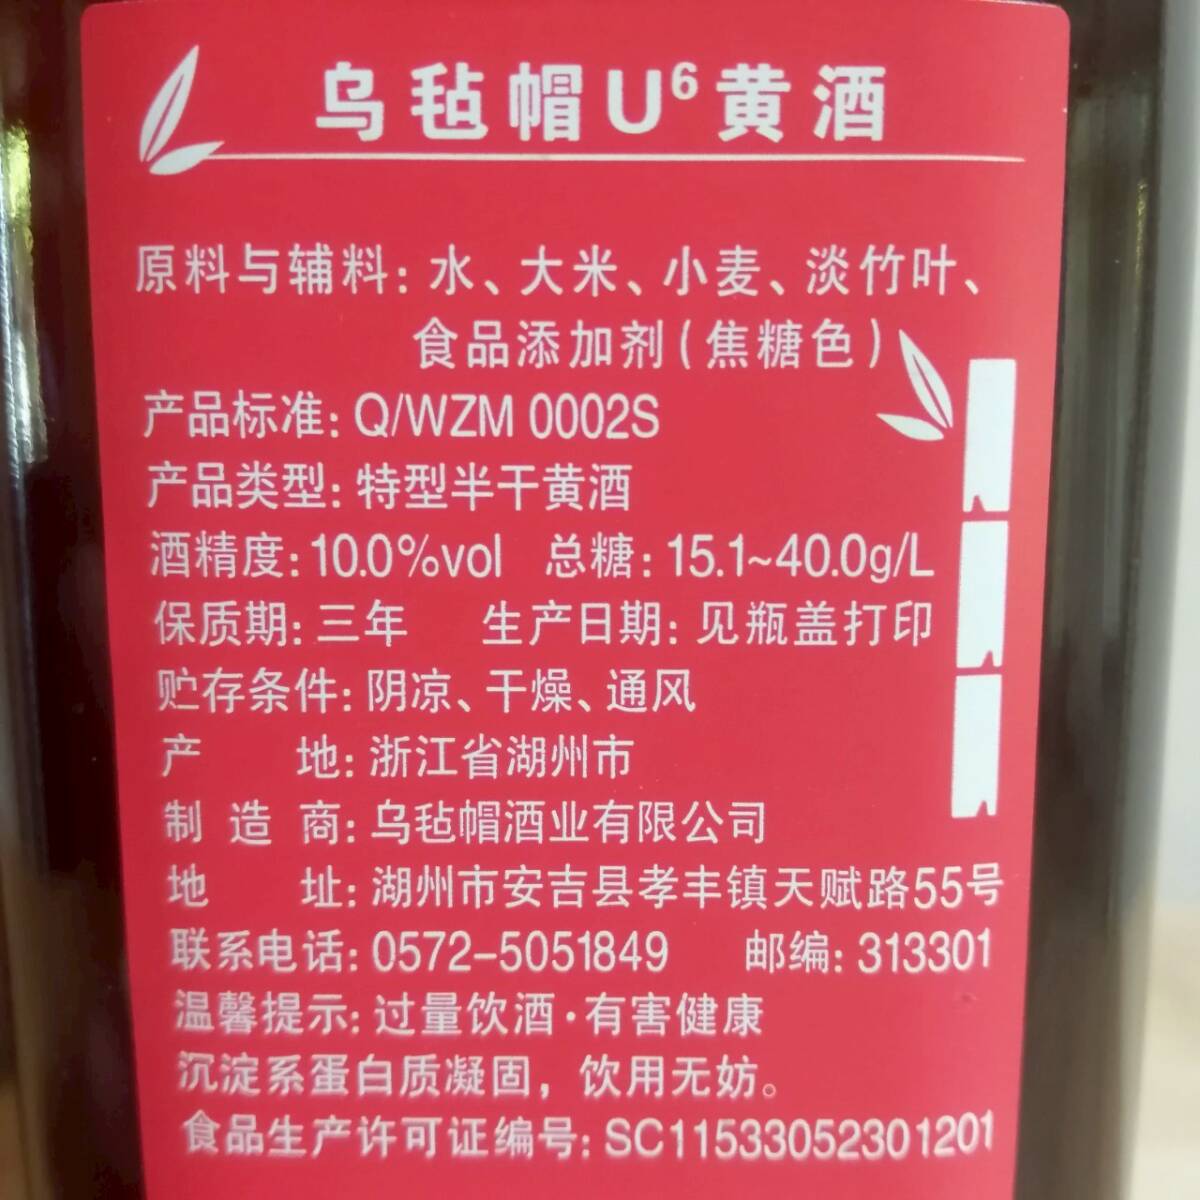 乌毡帽U⁶黄酒
原料与辅料：水、大米、小麦、淡竹叶、
食品添加剂(焦糖色)
产品标准：Q/WZM 0002S
产品类型：特型半干黄酒
酒精度：10.0%vol 总糖：15.1~40.0g/L
保质期：三年 生产日期：见瓶盖打印
贮存条件：阴凉、干燥、通风
产 地：浙江省湖州市
制造商：乌毡帽酒业有限公司
地 址：湖州市安吉县孝丰镇天赋路55号
联系电话：0572-5051849 邮编：313301
温馨提示：过量饮酒·有害健康
沉淀系蛋白质凝固，饮用无妨。
食品生产许可证编号：SC11533052301201